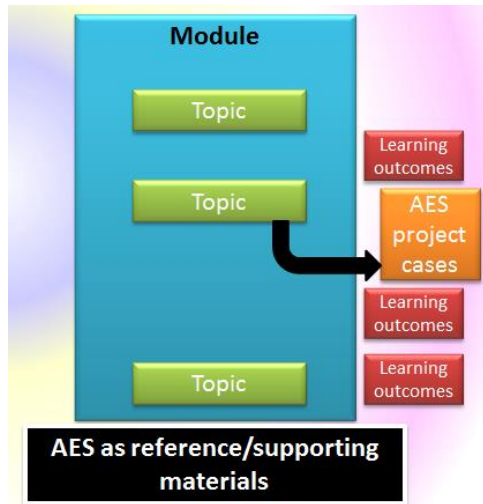 Module
Topic
Learning
outcomes
Topic
AES
project
cases
Learning
outcomes
Topic
Learning
outcomes
AES as reference/supporting
materials